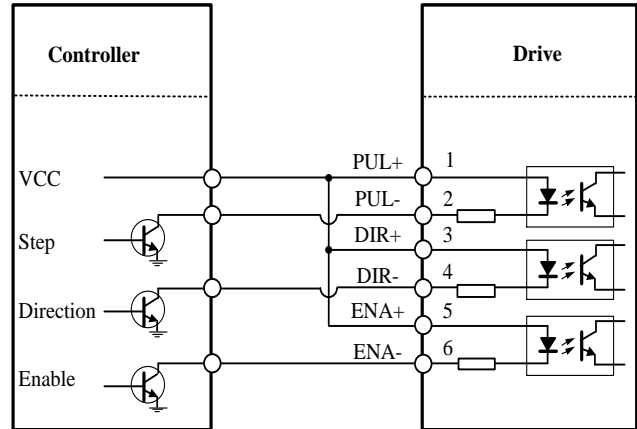 Controller
Drive
VCC
Step
Direction
Enable
PUL+
PUL-
DIR+
DIR-
ENA+
ENA-
1
2
3
4
5
6